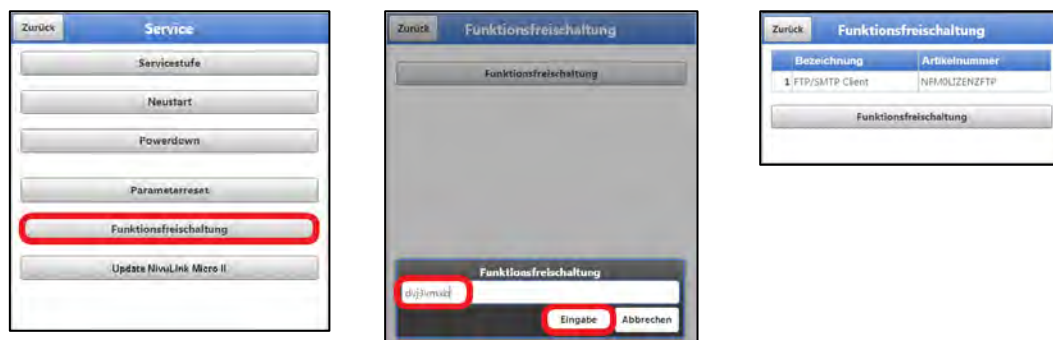 Zurück Service
Servicestufe
Neustart
Powerdown
Parameterreset
Funktionsfreischaltung
Update NivuLink Micro II
Zurück Funktionsfreischaltung
Funktionsfreischaltung
Funktionsfreischaltung
Eingabe Abbrechen
Zurück Funktionsfreischaltung
Bezeichnung Artikelnummer
1 FTP/SMTP Client NFM0LIZENZFTP
Funktionsfreischaltung